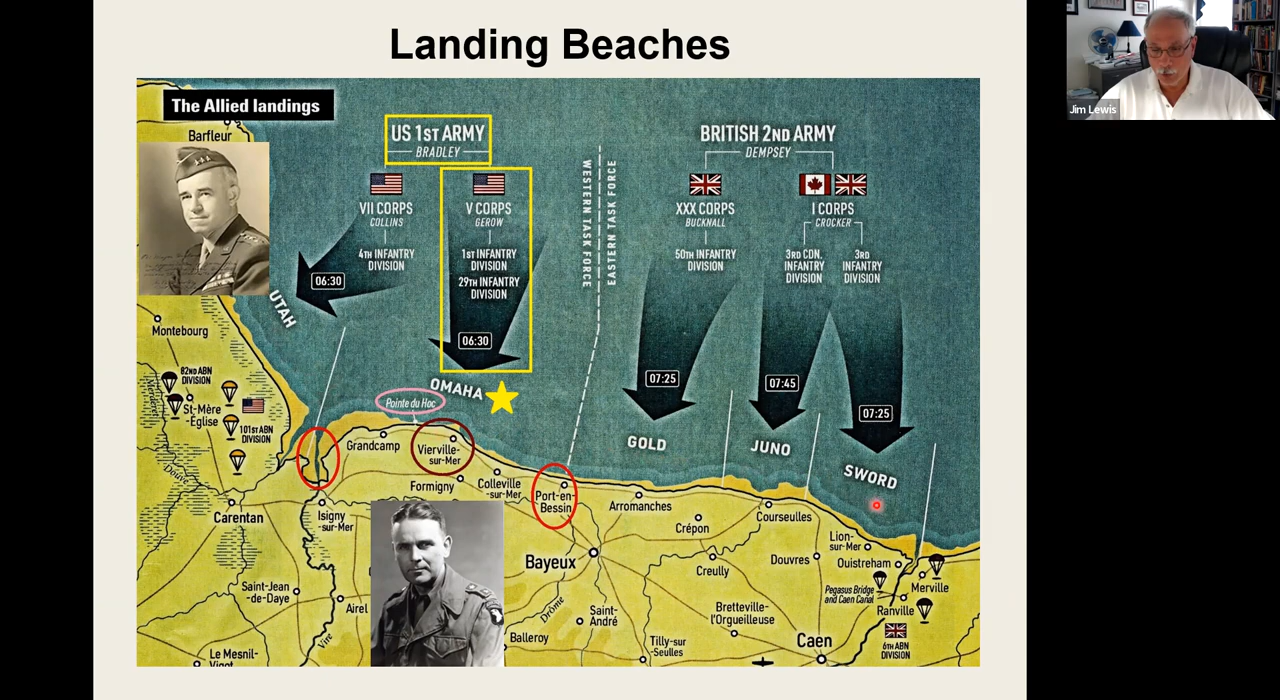 Landing Beaches
Jim Lewis
The Allied landings
Barfleur
US 1ST ARMY
BRADLEY
VII CORPS
COLLINS
4TH INFANTRY
DIVISION
06:30
UTAH
V CORPS
GEROW
1ST INFANTRY
DIVISION
29TH INFANTRY
DIVISION
06:30
OMAHA
WESTERN TASK FORCE
EASTERN TASK FORCE
BRITISH 2ND ARMY
DEMPSEY
XXX CORPS
BUCKNALL
50TH INFANTRY
DIVISION
07:25
GOLD
I CORPS
CROCKER
3RD CDN.
INFANTRY
DIVISION
3RD
INFANTRY
DIVISION
07:45
JUNO
07:25
SWORD
Montebourg
82ND ABN
DIVISION
St-Mère
-Église
101ST ABN
DIVISION
Douve
Carentan
Pointe du Hoc
Grandcamp
Vierville-
sur-Mer
Formigny
Colleville
-sur-Mer
Port-en-
Bessin
Isigny
-sur-Mer
Arromanches
Crépon
Courseulles
Bayeux
Creully
Douvres
Lion-
sur-Mer
Ouistreham
Merville
Pegasus Bridge
and Caen Canal
Ranville
6TH ABN
DIVISION
Saint-Jean
-de-Daye
Airel
Vire
Le Mesnil-
Vigot
Drôme
Saint-
André
Balleroy
Bretteville-
l'Orgueilleuse
Tilly-sur
-Seulles
Caen